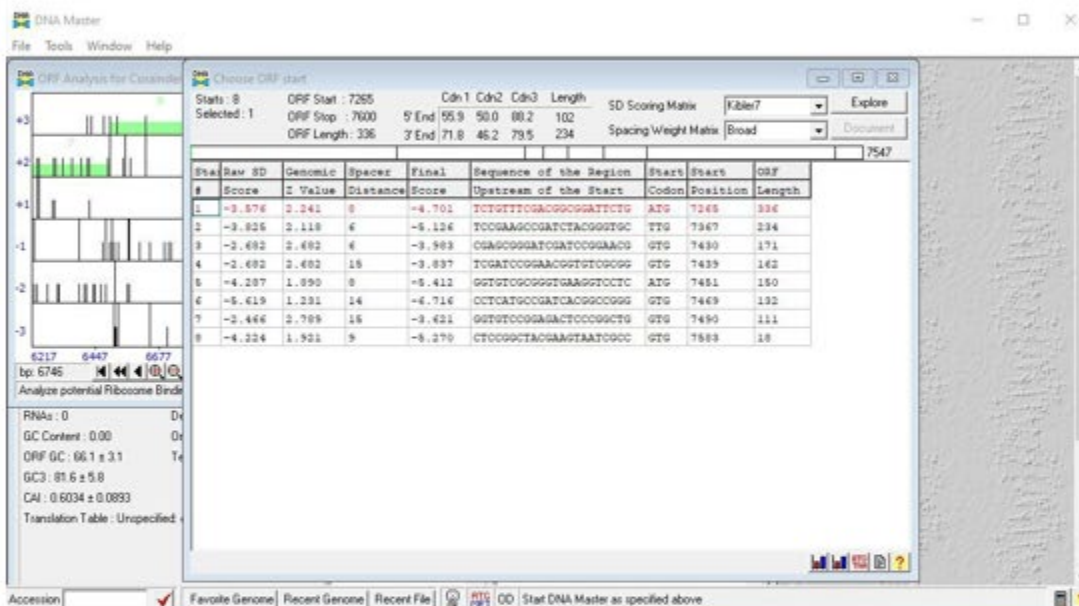 DNA Master
File Tools Window Help
ORF Analysis for Corainde
Choose ORF start
Starts : 8 ORF Start : 7265 Cdn1 Cdn2 Cdn3 Length SD Scoring Matrix Kibler7 Explore
Selected : 1 ORF Stop : 7600 5' End 55.9 50.0 88.2 102
ORF Length : 336 3' End 71.8 46.2 79.5 234 Spacing Weight Matrix Broad Document
7547
Star Raw SD Genomic Spacer Final Sequence of the Region Start Start ORF
# Score Z Value Distance Score Upstream of the Start Codon Position Length
1 -3.576 2.241 8 -4.701 TCTGTTTCGACGGCGGATTCTG ATG 7265 336
2 -3.825 2.118 6 -5.126 TCCGAAGCCGATCTACGGGTGC TTG 7367 234
3 -2.682 2.682 6 -3.983 CGAGCGGGATCGATCCGGAACG GTG 7430 171
4 -2.682 2.682 15 -3.837 TCGATCCGGAACGGTGTCGCGG GTG 7439 162
5 -4.287 1.890 8 -5.412 GGTGTCGCGGGTGAAGGTCCTC ATG 7451 150
6 -5.619 1.231 14 -6.716 CCTCATGCCGATCACGGCCGGG GTG 7469 132
7 -2.466 2.789 15 -3.621 GGTGTCCGGAGACTCCCGGCTG GTG 7490 111
8 -4.224 1.921 9 -5.270 CTCCGGCTACGAAGTAATCGCC GTG 7583 18
+3
+2
+1
-1
-2
-3
6217 6447 6677
bp: 6746
Analyze potential Ribosome Binde
RNAs : 0 De
GC Content : 0.00 Or
ORF GC : 66.1 ± 3.1 Te
GC3 : 81.6 ± 5.8
CAI : 0.6034 ± 0.0893
Translation Table : Unspecified
Accession Favorite Genome Recent Genome Recent File OD Start DNA Master as specified above